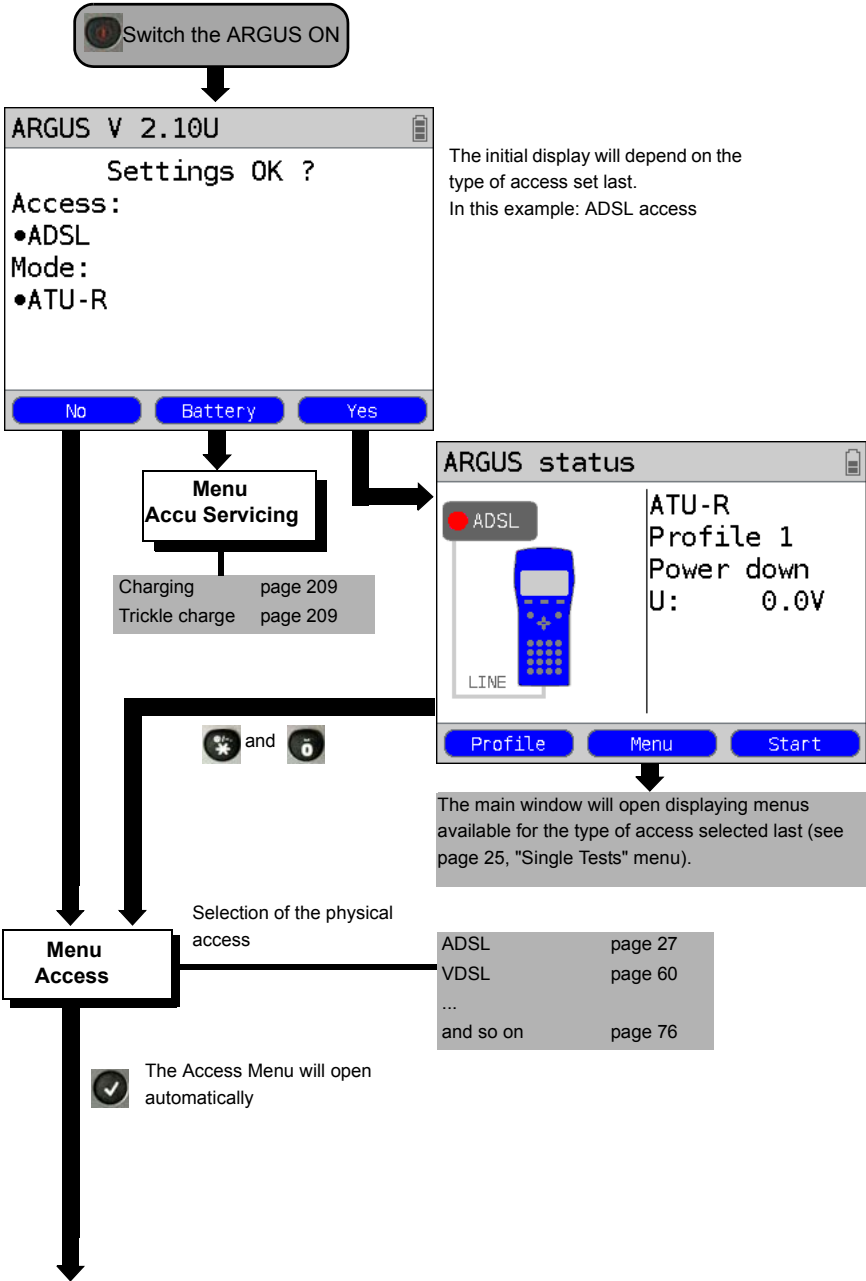 Switch the ARGUS ON
ARGUS V 2.10U
Settings OK ?
Access:
•ADSL
Mode:
•ATU-R
No Battery Yes
The initial display will depend on the
type of access set last.
In this example: ADSL access
Menu
Accu Servicing
Charging page 209
Trickle charge page 209
ARGUS status
ADSL
LINE
ATU-R
Profile 1
Power down
U: 0.0V
Profile Menu Start
and
The main window will open displaying menus
available for the type of access selected last (see
page 25, "Single Tests" menu).
Menu
Access
Selection of the physical
access
ADSL page 27
VDSL page 60
...
and so on page 76
The Access Menu will open
automatically